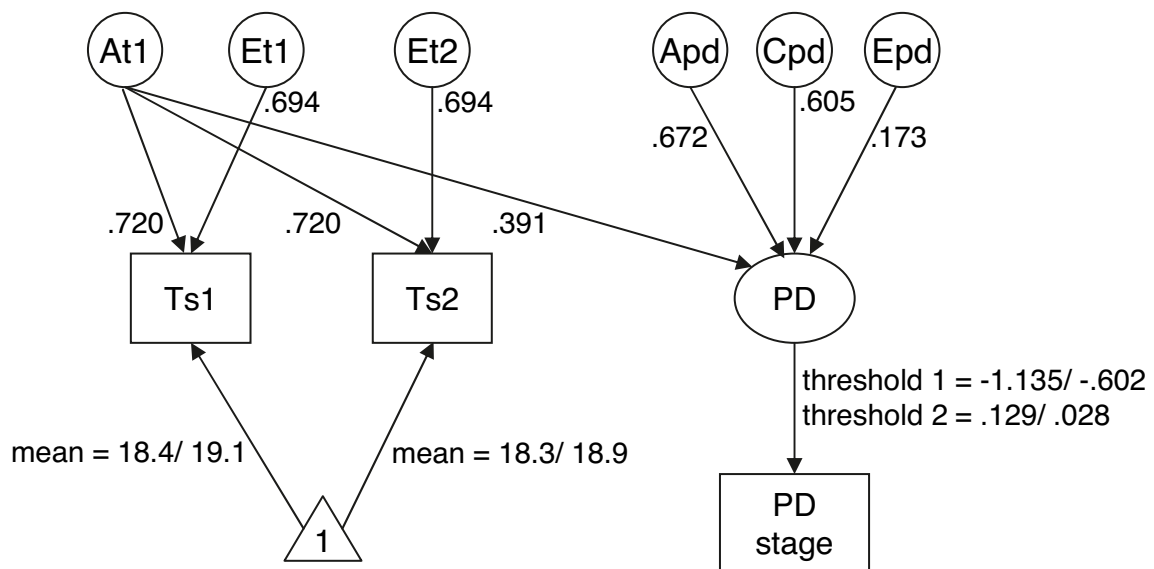 At1
Et1
Et2
Apd
Cpd
Epd
.694
.694
.605
.672
.173
.720
.720
.391
Ts1
Ts2
PD
threshold 1 = -1.135/ -.602
threshold 2 = .129/ .028
mean = 18.4/ 19.1
mean = 18.3/ 18.9
1
PD
stage